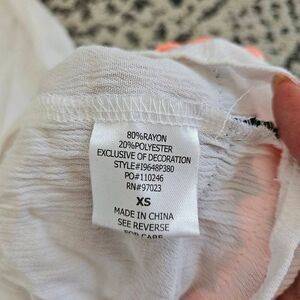 80%RAYON
20%POLYESTER
EXCLUSIVE OF DECORATION
STYLE#I9648P380
PO#110246
RN#97023
XS
MADE IN CHINA
SEE REVERSE
FOR CARE